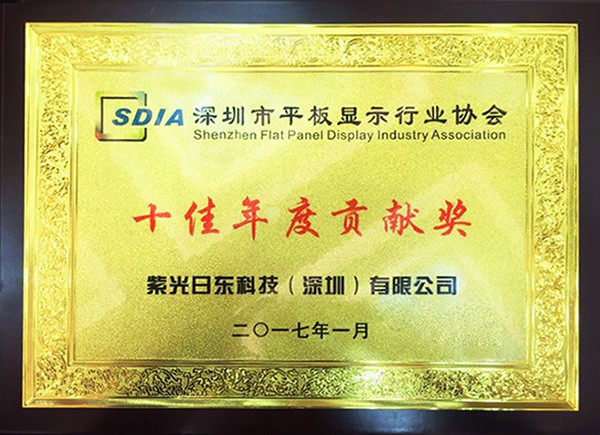 SDIA 深圳市平板显示行业协会
Shenzhen Flat Panel Display Industry Association
十佳年度贡献奖
紫光日东科技（深圳）有限公司
二〇一七年一月